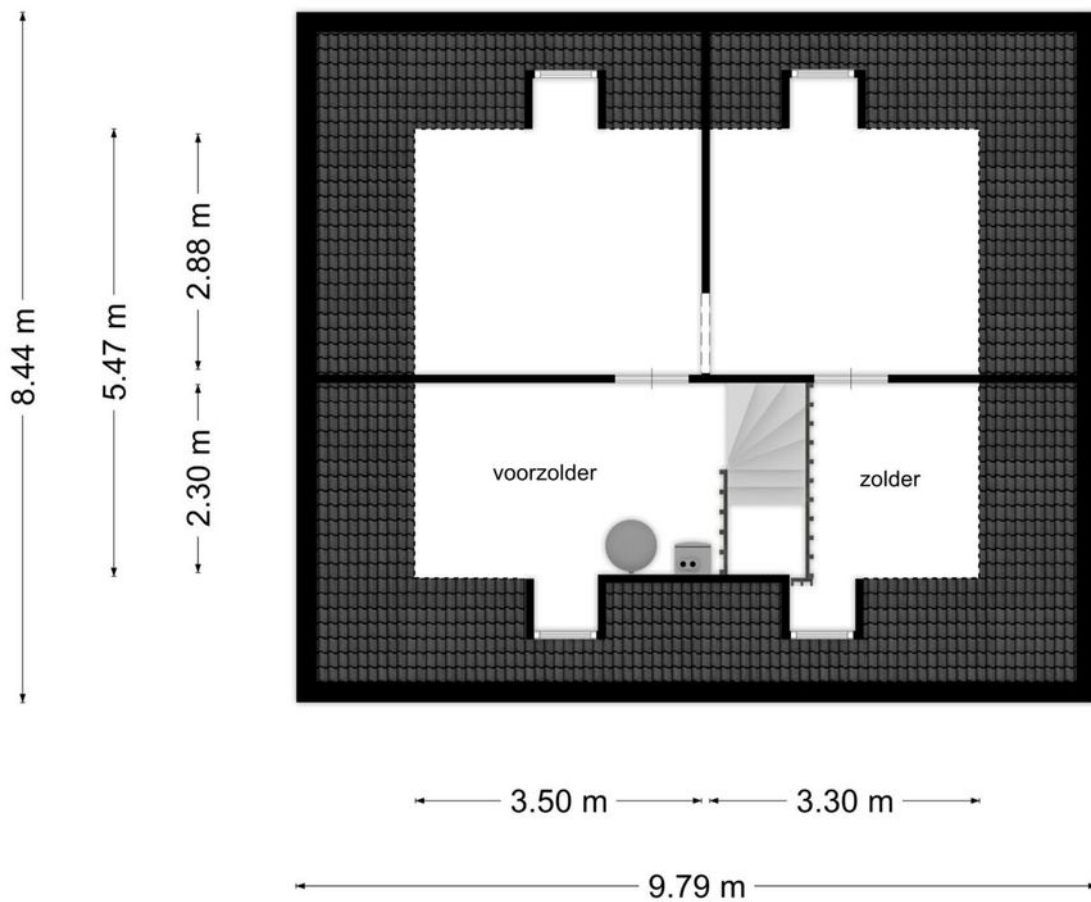 8.44 m
5.47 m
2.88 m
2.30 m
voorzolder
zolder
3.50 m
3.30 m
9.79 m